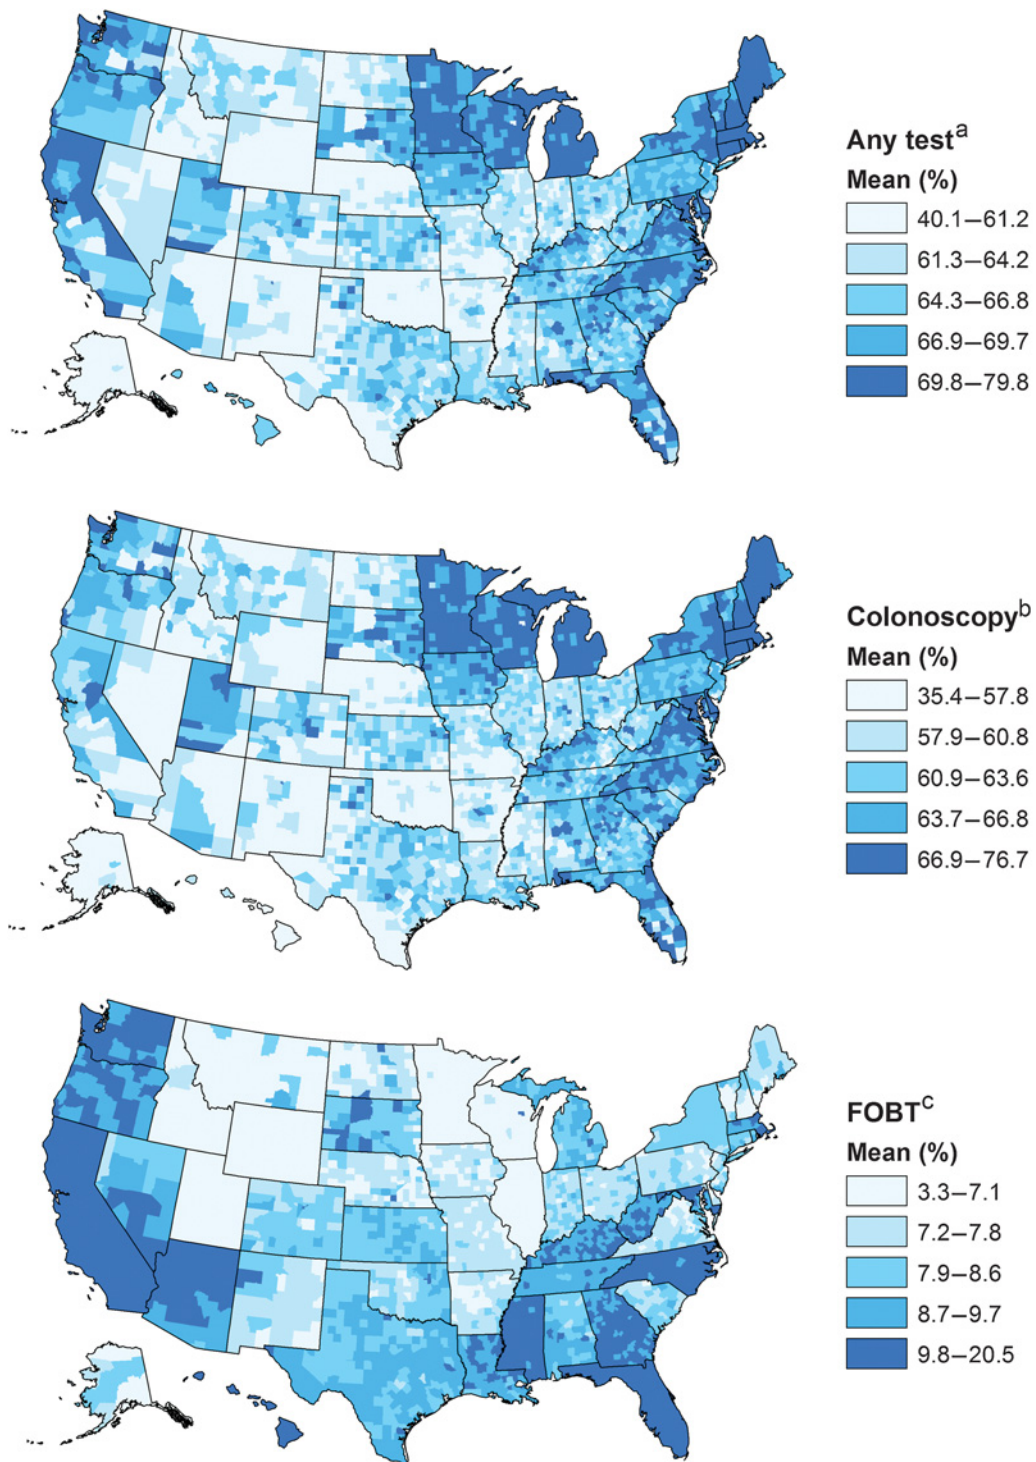 Any testa
Mean (%)
40.1–61.2
61.3–64.2
64.3–66.8
66.9–69.7
69.8–79.8
Colonoscopyb
Mean (%)
35.4–57.8
57.9–60.8
60.9–63.6
63.7–66.8
66.9–76.7
FOBTc
Mean (%)
3.3–7.1
7.2–7.8
7.9–8.6
8.7–9.7
9.8–20.5